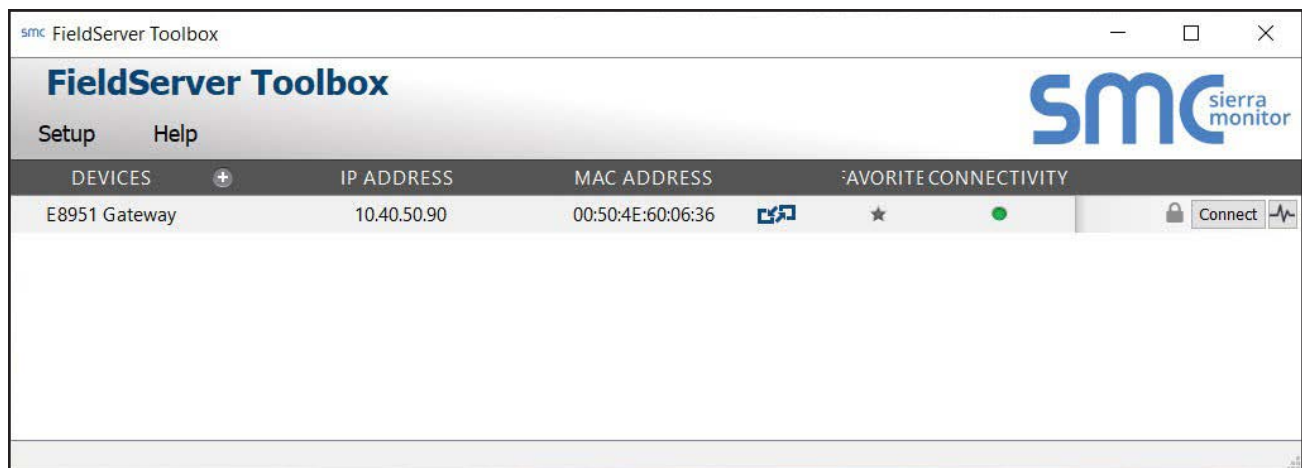 smc FieldServer Toolbox
FieldServer Toolbox
smc sierra monitor
Setup Help
DEVICES IP ADDRESS MAC ADDRESS FAVORITE CONNECTIVITY
E8951 Gateway 10.40.50.90 00:50:4E:60:06:36 Connect